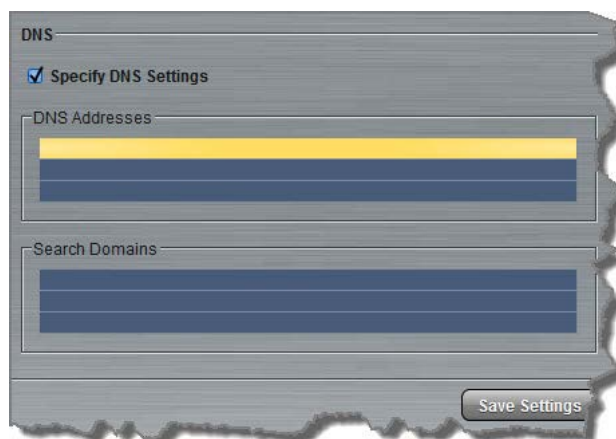 DNS
Specify DNS Settings
DNS Addresses
Search Domains
Save Settings